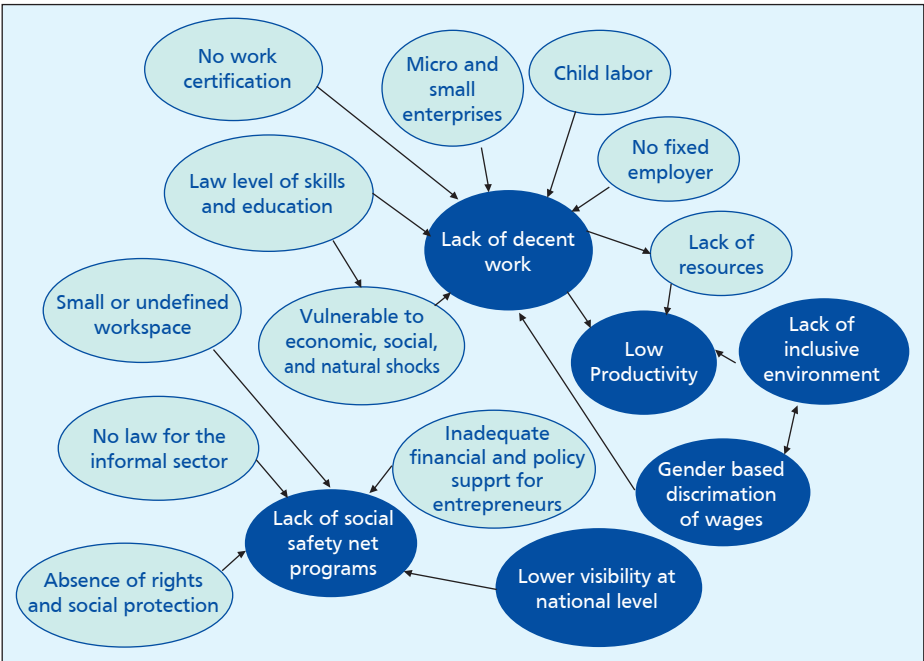 No work
certification
Micro and
small
enterprises
Child labor
No fixed
employer
Law level of skills
and education
Lack of decent
work
Lack of
resources
Small or undefined
workspace
Vulnerable to
economic, social,
and natural shocks
Low
Productivity
Lack of
inclusive
environment
No law for the
informal sector
Inadequate
financial and policy
supprt for
entrepreneurs
Gender based
discrimation
of wages
Lack of social
safety net
programs
Absence of rights
and social protection
Lower visibility at
national level